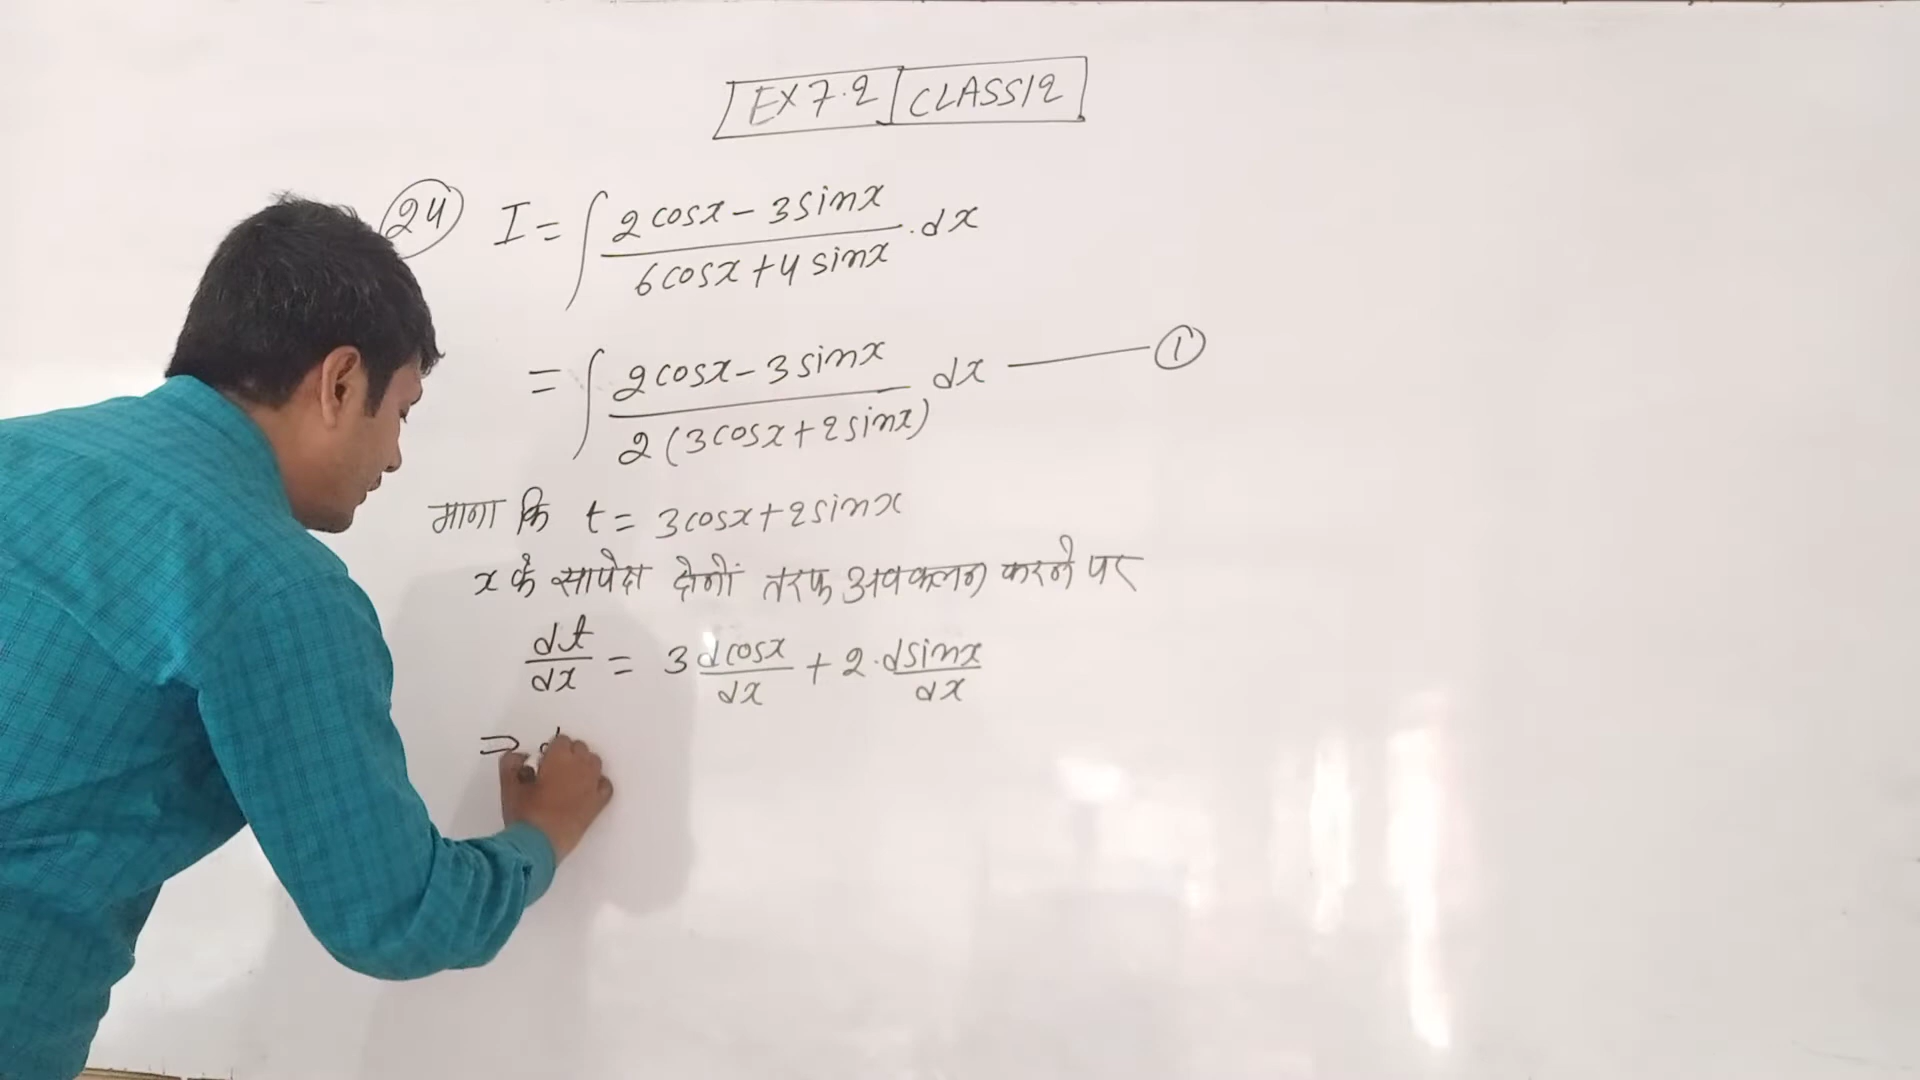 EX 7.2 CLASS 12
24 I = ∫ (2cosx - 3sinx)/(6cosx + 4sinx) . dx
= ∫ (2cosx - 3sinx)/(2(3cosx + 2sinx)) dx —— 1
माना कि t = 3cosx + 2sinx
x के सापेक्ष दोनों तरफ अवकलन करने पर
dt/dx = 3 dcosx/dx + 2. dsinx/dx
⇒ d